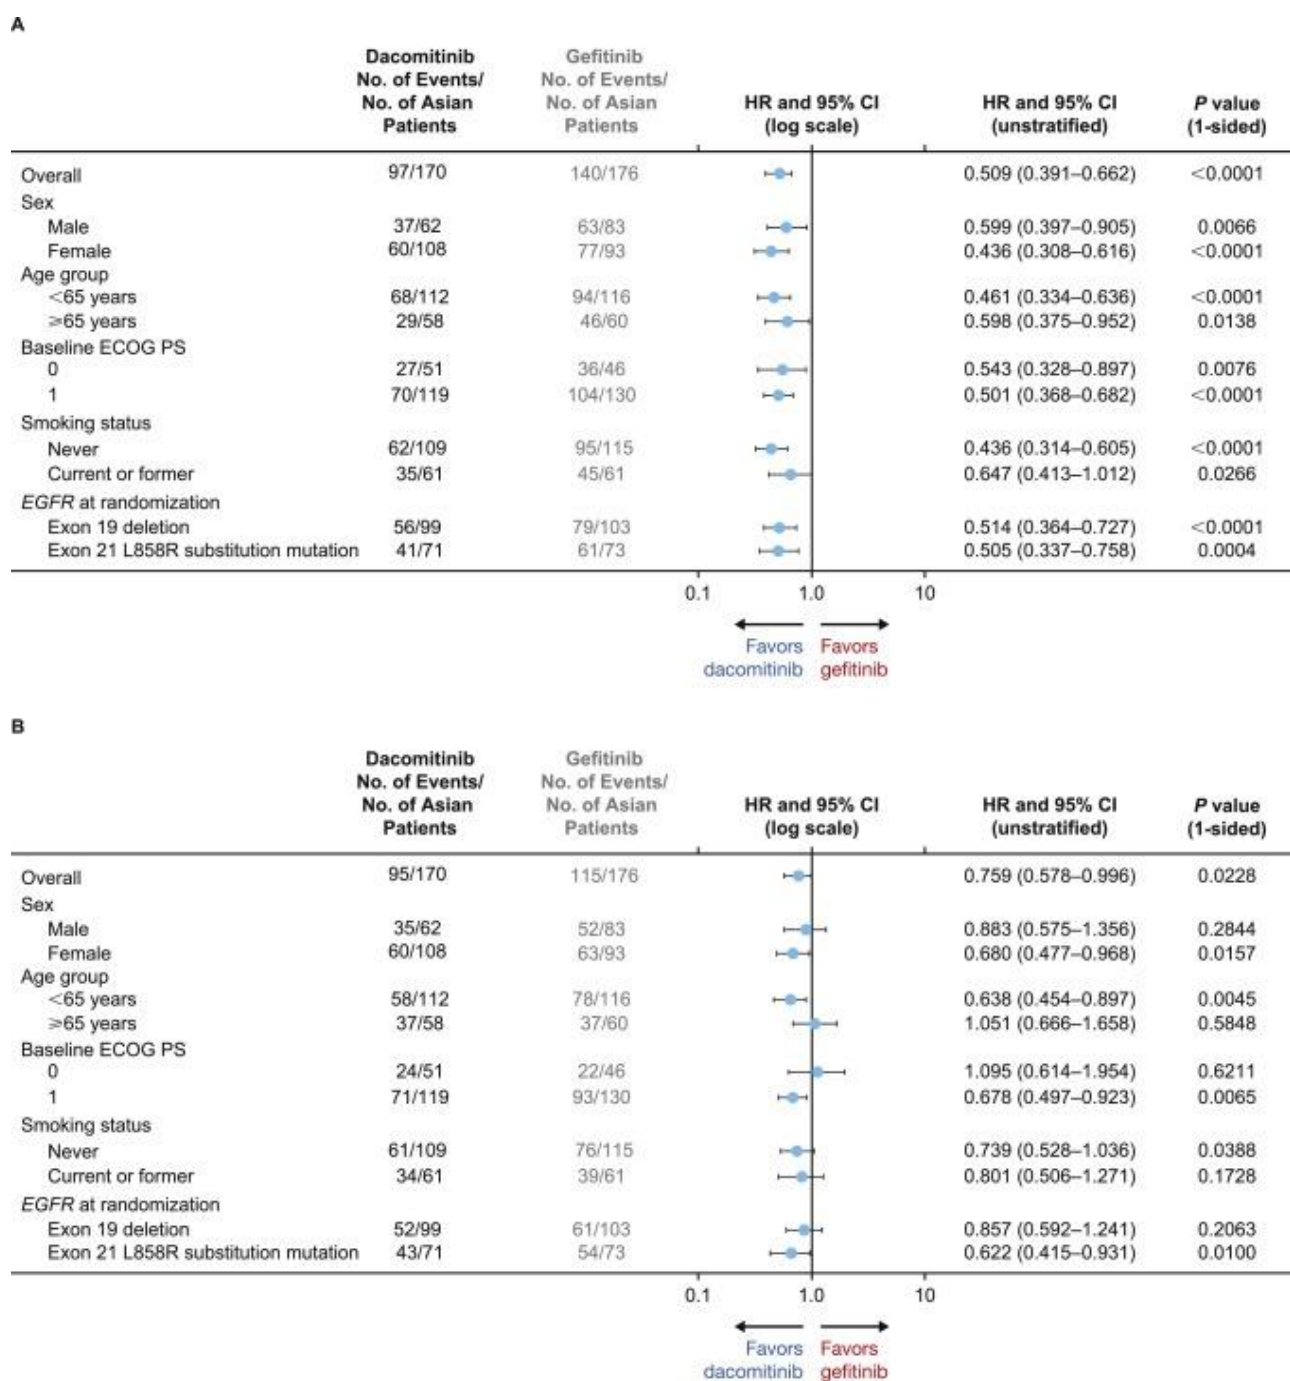 A
Dacomitinib Gefitinib
No. of Events/ No. of Events/
No. of Asian No. of Asian HR and 95% CI HR and 95% CI P value
Patients Patients (log scale) (unstratified) (1-sided)
Overall 97/170 140/176 0.509 (0.391–0.662) <0.0001
Sex
Male 37/62 63/83 0.599 (0.397–0.905) 0.0066
Female 60/108 77/93 0.436 (0.308–0.616) <0.0001
Age group
<65 years 68/112 94/116 0.461 (0.334–0.636) <0.0001
⩾65 years 29/58 46/60 0.598 (0.375–0.952) 0.0138
Baseline ECOG PS
0 27/51 36/46 0.543 (0.328–0.897) 0.0076
1 70/119 104/130 0.501 (0.368–0.682) <0.0001
Smoking status
Never 62/109 95/115 0.436 (0.314–0.605) <0.0001
Current or former 35/61 45/61 0.647 (0.413–1.012) 0.0266
EGFR at randomization
Exon 19 deletion 56/99 79/103 0.514 (0.364–0.727) <0.0001
Exon 21 L858R substitution mutation 41/71 61/73 0.505 (0.337–0.758) 0.0004
0.1 1.0 10
Favors Favors
dacomitinib gefitinib
B
Dacomitinib Gefitinib
No. of Events/ No. of Events/
No. of Asian No. of Asian HR and 95% CI HR and 95% CI P value
Patients Patients (log scale) (unstratified) (1-sided)
Overall 95/170 115/176 0.759 (0.578–0.996) 0.0228
Sex
Male 35/62 52/83 0.883 (0.575–1.356) 0.2844
Female 60/108 63/93 0.680 (0.477–0.968) 0.0157
Age group
<65 years 58/112 78/116 0.638 (0.454–0.897) 0.0045
⩾65 years 37/58 37/60 1.051 (0.666–1.658) 0.5848
Baseline ECOG PS
0 24/51 22/46 1.095 (0.614–1.954) 0.6211
1 71/119 93/130 0.678 (0.497–0.923) 0.0065
Smoking status
Never 61/109 76/115 0.739 (0.528–1.036) 0.0388
Current or former 34/61 39/61 0.801 (0.506–1.271) 0.1728
EGFR at randomization
Exon 19 deletion 52/99 61/103 0.857 (0.592–1.241) 0.2063
Exon 21 L858R substitution mutation 43/71 54/73 0.622 (0.415–0.931) 0.0100
0.1 1.0 10
Favors Favors
dacomitinib gefitinib